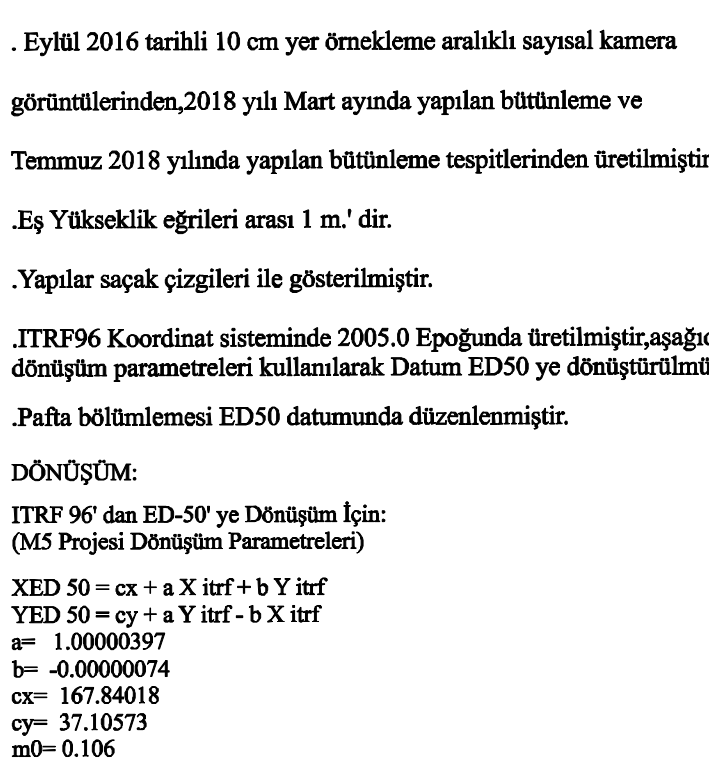 . Eylül 2016 tarihli 10 cm yer örnekleme aralıklı sayısal kamera
görüntülerinden,2018 yılı Mart ayında yapılan bütünleme ve
Temmuz 2018 yılında yapılan bütünleme tespitlerinden üretilmiştir
.Eş Yükseklik eğrileri arası 1 m.' dir.
.Yapılar saçak çizgileri ile gösterilmiştir.
.ITRF96 Koordinat sisteminde 2005.0 Epoğunda üretilmiştir,
dönüşüm parametreleri kullanılarak Datum ED50 ye
.Pafta bölümlemesi ED50 datumunda düzenlenmiştir.
DÖNÜŞÜM:
ITRF 96' dan ED-50' ye Dönüşüm İçin:
(M5 Projesi Dönüşüm Parametreleri)
XED 50 = cx + a X itrf + b Y itrf
YED 50 = cy + a Y itrf - b X itrf
a= 1.00000397
b= -0.00000074
cx= 167.84018
cy= 37.10573
m0= 0.106